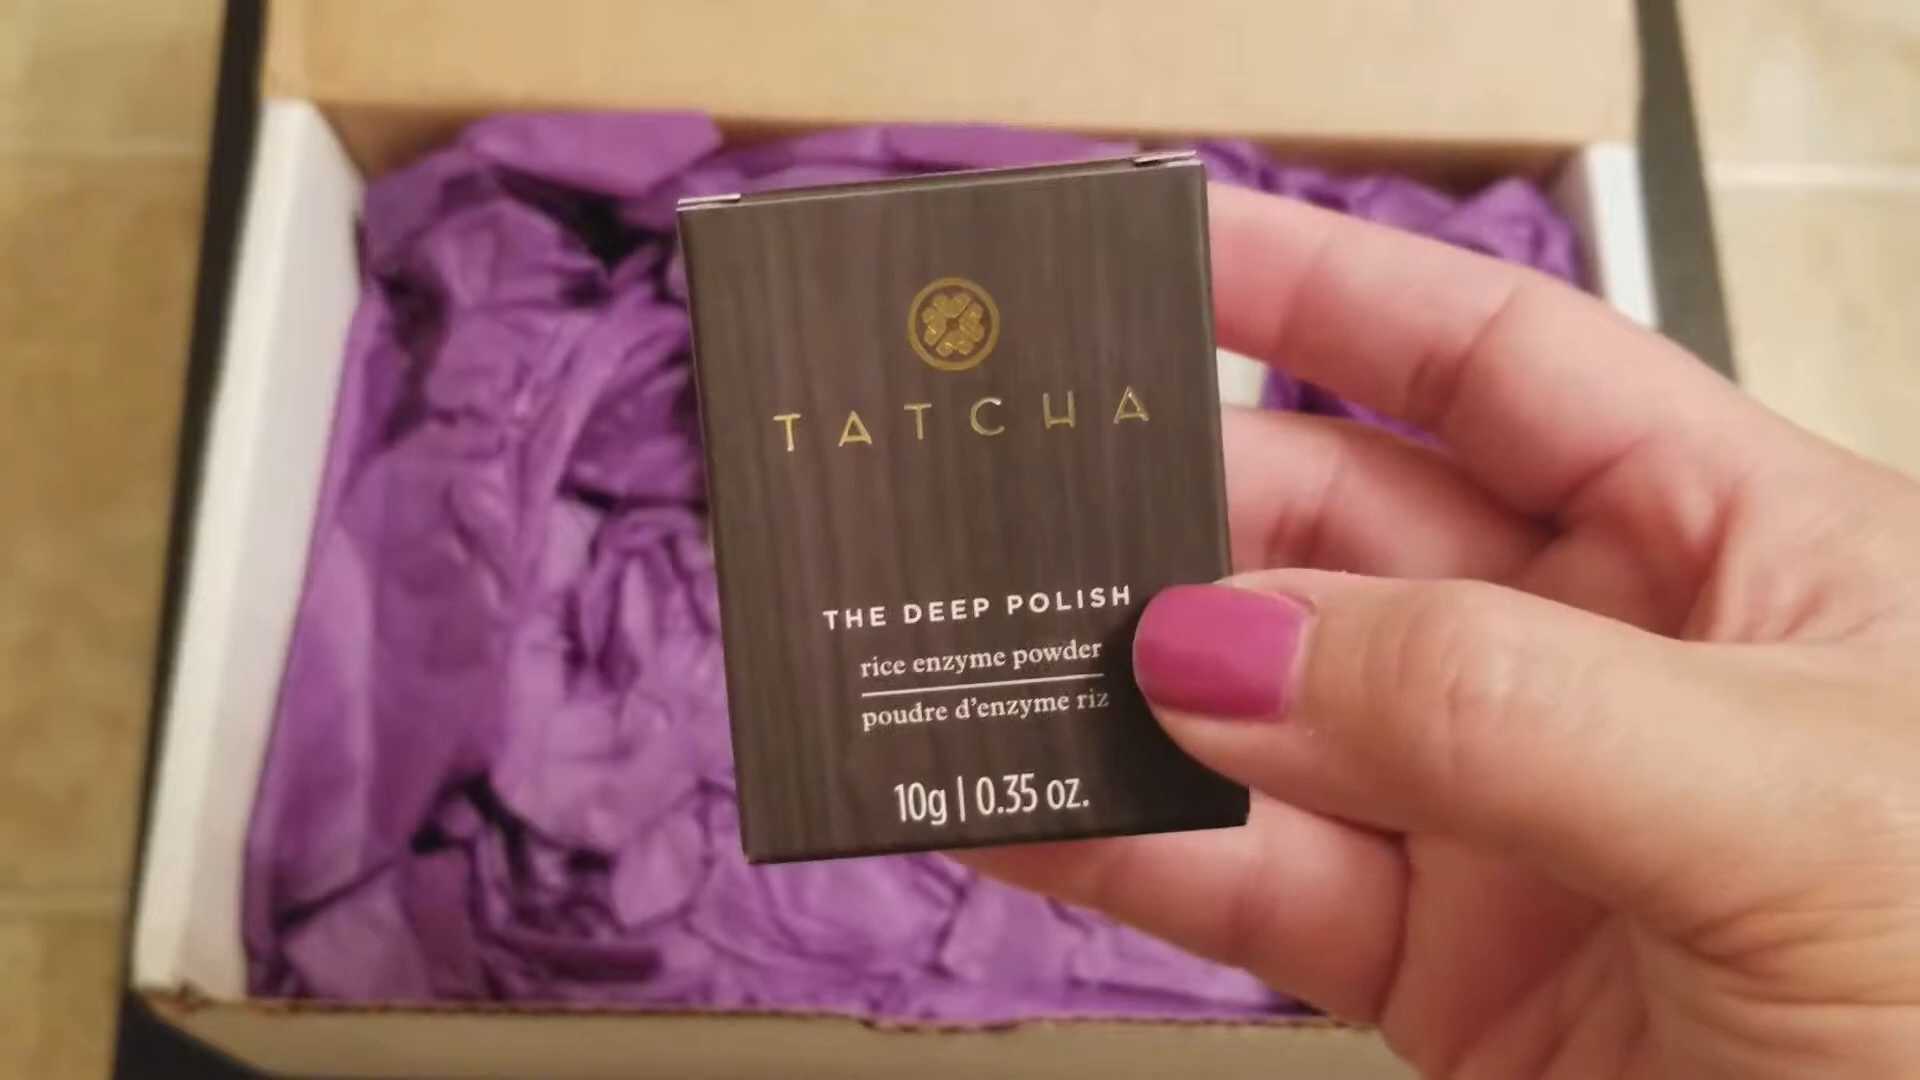 TATCHA
THE DEEP POLISH
rice enzyme powder
poudre d'enzyme riz
10g | 0.35 oz.